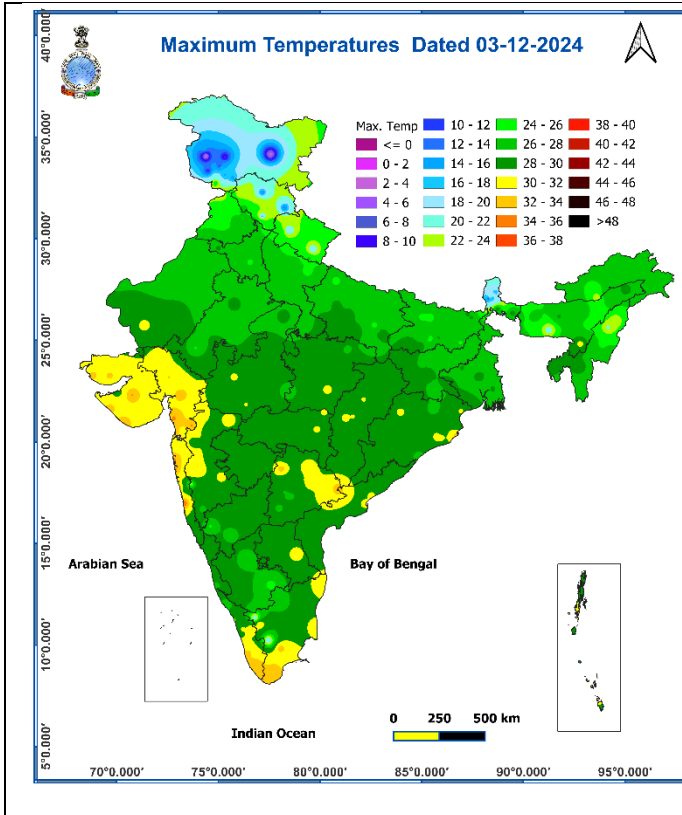 Maximum Temperatures Dated 03-12-2024
Max. Temp
<= 0
0 - 2
2 - 4
4 - 6
6 - 8
8 - 10
10 - 12
12 - 14
14 - 16
16 - 18
18 - 20
20 - 22
22 - 24
24 - 26
26 - 28
28 - 30
30 - 32
32 - 34
34 - 36
36 - 38
38 - 40
40 - 42
42 - 44
44 - 46
46 - 48
>48
40°0.000'
35°0.000'
30°0.000'
25°0.000'
20°0.000'
15°0.000'
10°0.000'
5°0.000'
Arabian Sea
Bay of Bengal
Indian Ocean
0 250 500 km
70°0.000' 75°0.000' 80°0.000' 85°0.000' 90°0.000' 95°0.000'